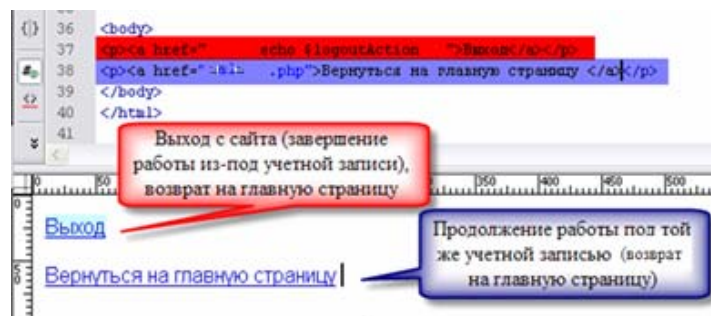 36 <body>
37 <p><a href=" echo $logoutAction ">Выход</a></p>
38 <p><a href=" .php">Вернуться на главную страницу </a></p>
39 </body>
40 </html>
41
Выход с сайта (завершение
работы из-под учетной записи),
возврат на главную страницу
50 350 400 450 500
Выход
Продолжение работы под той
же учетной записью (возврат
на главную страницу)
Вернуться на главную страницу